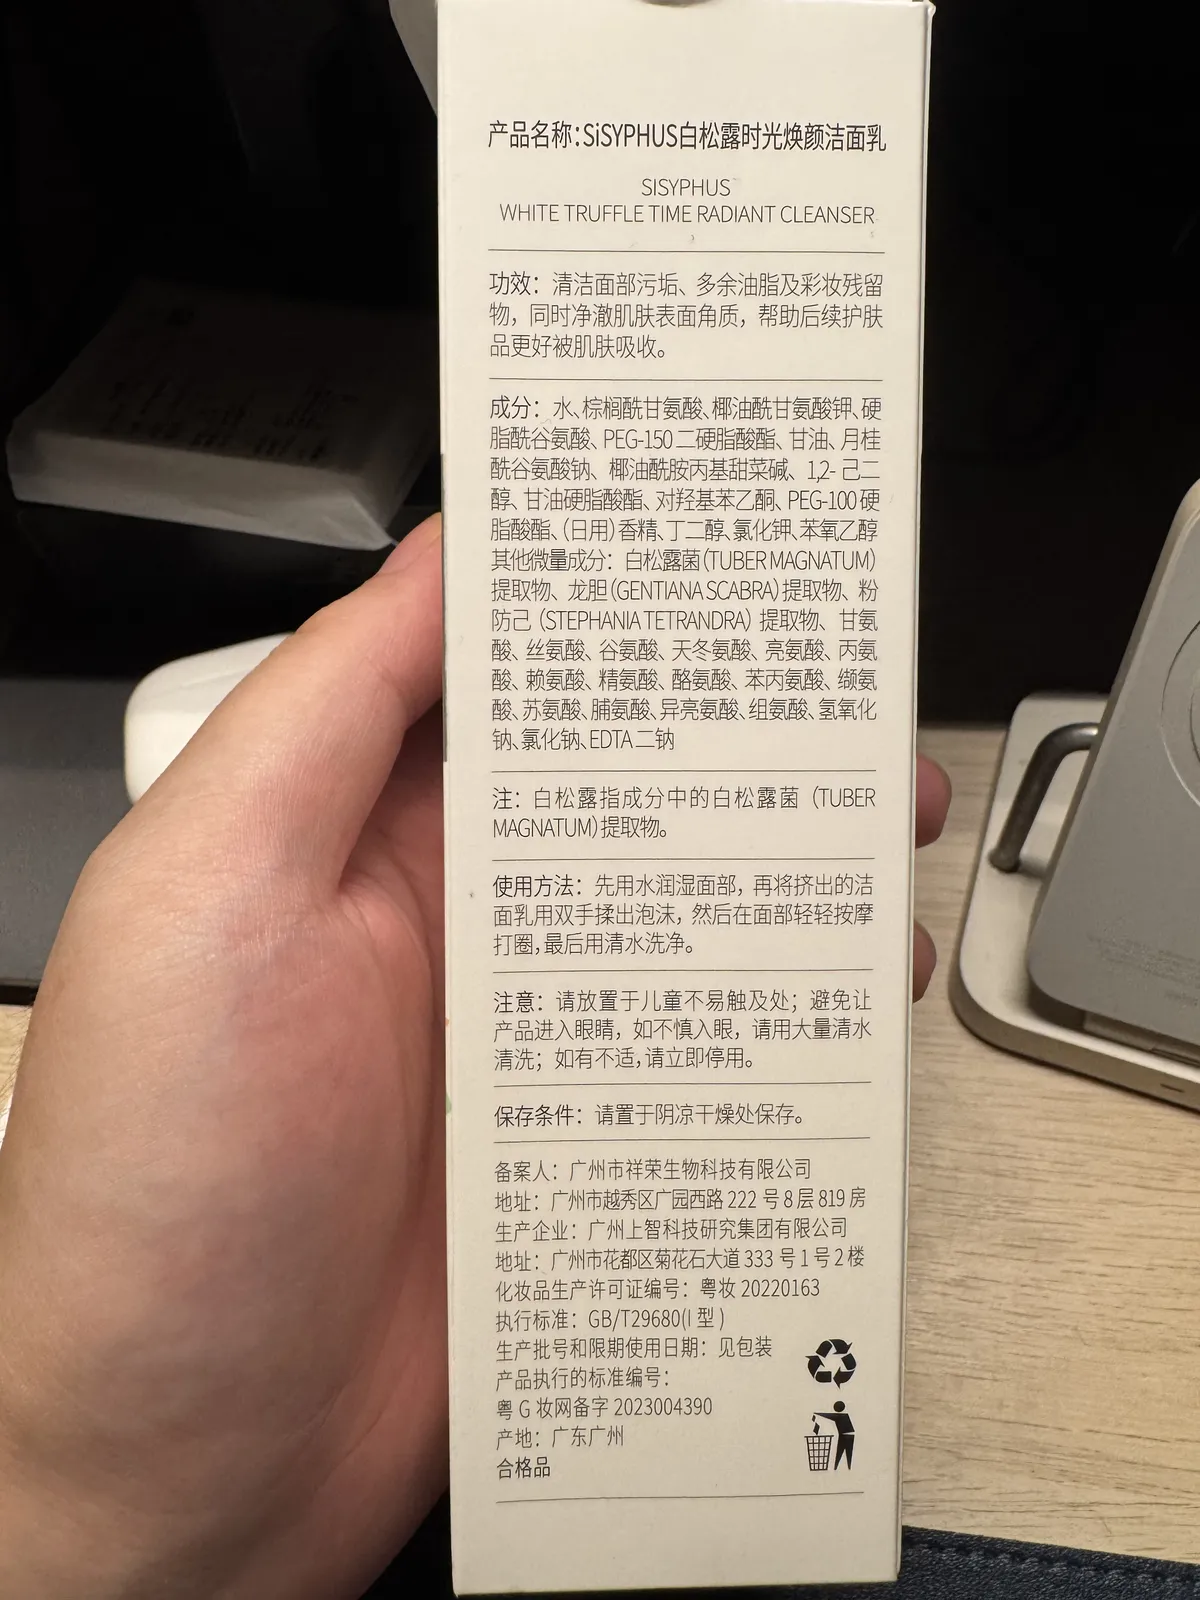 产品名称：SiSYPHUS白松露时光焕颜洁面乳
SISYPHUS
WHITE TRUFFLE TIME RADIANT CLEANSER
功效：清洁面部污垢、多余油脂及彩妆残留
物，同时净澈肌肤表面角质，帮助后续护肤
品更好被肌肤吸收。
成分：水、棕榈酰甘氨酸、椰油酰甘氨酸钾、硬
脂酰谷氨酸、PEG-150二硬脂酸酯、甘油、月桂
酰谷氨酸钠、椰油酰胺丙基甜菜碱、1,2-己二
醇、甘油硬脂酸酯、对羟基苯乙酮、PEG-100硬
脂酸酯、（日用）香精、丁二醇、氯化钾、苯氧乙醇
其他微量成分：白松露菌（TUBER MAGNATUM）
提取物、龙胆（GENTIANA SCABRA）提取物、粉
防己（STEPHANIA TETRANDRA）提取物、甘氨
酸、丝氨酸、谷氨酸、天冬氨酸、亮氨酸、丙氨
酸、赖氨酸、精氨酸、酪氨酸、苯丙氨酸、缬氨
酸、苏氨酸、脯氨酸、异亮氨酸、组氨酸、氢氧化
钠、氯化钠、EDTA二钠
注：白松露指成分中的白松露菌（TUBER
MAGNATUM）提取物。
使用方法：先用水润湿面部，再将挤出的洁
面乳用双手揉出泡沫，然后在面部轻轻按摩
打圈，最后用清水洗净。
注意：请放置于儿童不易触及处；避免让
产品进入眼睛，如不慎入眼，请用大量清水
清洗；如有不适，请立即停用。
保存条件：请置于阴凉干燥处保存。
备案人：广州市祥荣生物科技有限公司
地址：广州市越秀区广园西路222号8层819房
生产企业：广州上智科技研究集团有限公司
地址：广州市花都区菊花石大道333号1号2楼
化妆品生产许可证编号：粤妆20220163
执行标准：GB/T29680(I型)
生产批号和限期使用日期：见包装
产品执行的标准编号：
粤G妆网备字2023004390
产地：广东广州
合格品